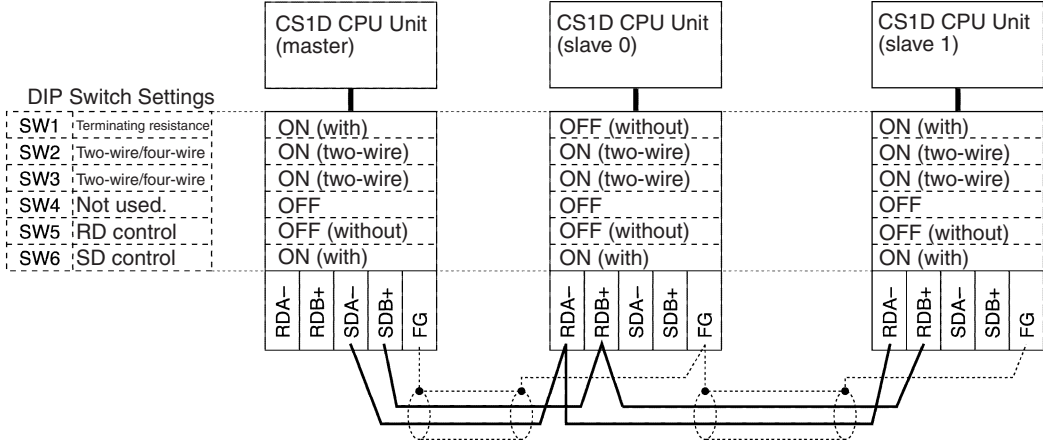 CS1D CPU Unit
(master)
CS1D CPU Unit
(slave 0)
CS1D CPU Unit
(slave 1)
DIP Switch Settings
SW1 Terminating resistance ON (with) OFF (without) ON (with)
SW2 Two-wire/four-wire ON (two-wire) ON (two-wire) ON (two-wire)
SW3 Two-wire/four-wire ON (two-wire) ON (two-wire) ON (two-wire)
SW4 Not used. OFF OFF OFF
SW5 RD control OFF (without) OFF (without) OFF (without)
SW6 SD control ON (with) ON (with) ON (with)
RDA– RDB+ SDA– SDB+ FG RDA– RDB+ SDA– SDB+ FG RDA– RDB+ SDA– SDB+ FG